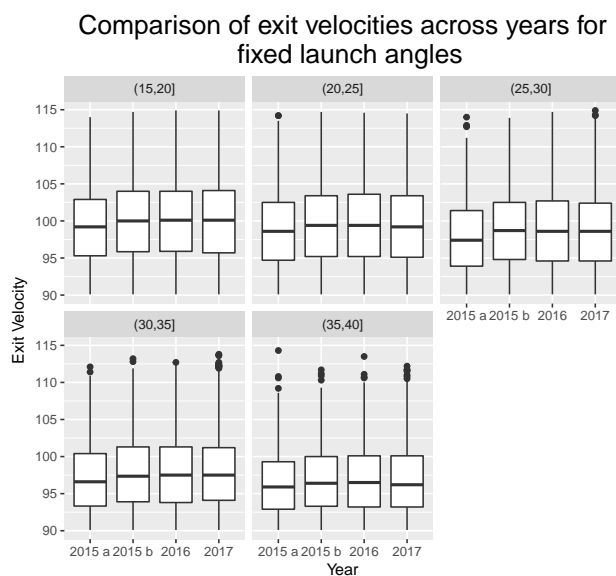 Comparison of exit velocities across years for
fixed launch angles
(15,20]
(20,25]
(25,30]
115
110
105
100
95
90
2015 a 2015 b 2016 2017
(30,35]
(35,40]
115
110
105
100
95
90
2015 a 2015 b 2016 2017
2015 a 2015 b 2016 2017
Exit Velocity
Year